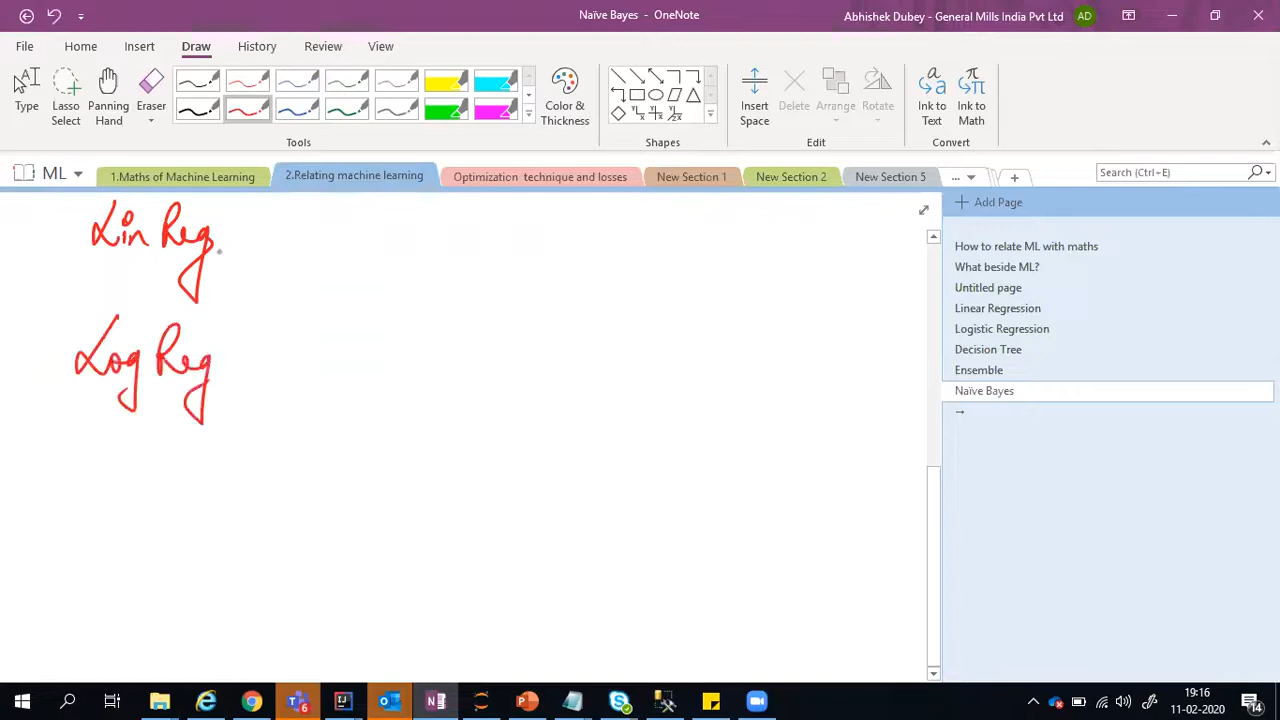 Naïve Bayes - OneNote
Abhishek Dubey - General Mills India Pvt Ltd
AD
File Home Insert Draw History Review View
Type
Lasso Select
Panning Hand
Eraser
Color & Thickness
Insert Space
Delete
Arrange
Rotate
Ink to Text
Ink to Math
Tools
Shapes
Edit
Convert
ML
1.Maths of Machine Learning
2.Relating machine learning
Optimization technique and losses
New Section 1
New Section 2
New Section 5
...
Search (Ctrl+E)
Add Page
How to relate ML with maths
What beside ML?
Untitled page
Linear Regression
Logistic Regression
Decision Tree
Ensemble
Naïve Bayes
→
Lin Reg
Log Reg
19:16
11-02-2020
6
14